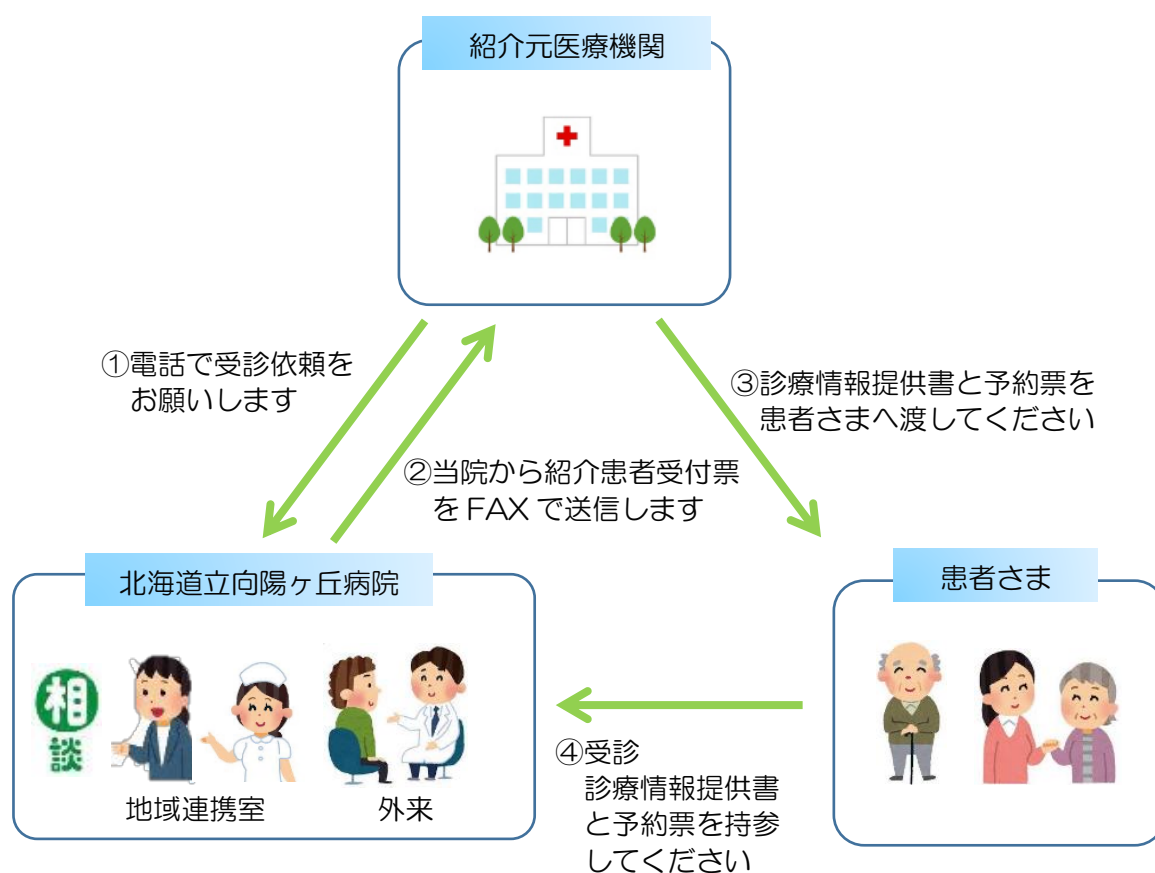 紹介元医療機関
①電話で受診依頼を
お願いします
②当院から紹介患者受付票
をFAXで送信します
③診療情報提供書と予約票を
患者さまへ渡してください
北海道立向陽ヶ丘病院
相
談
地域連携室
外来
患者さま
④受診
診療情報提供書
と予約票を持参
してください